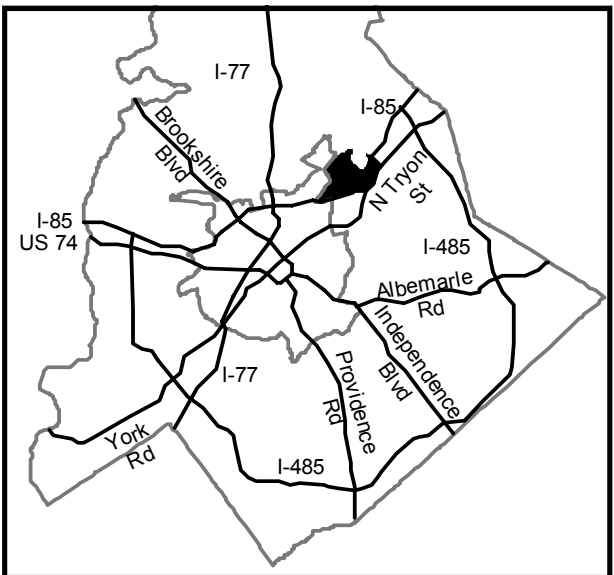 I-77
I-85
Brookshire
Blvd
N Tryon
St
I-85
US 74
I-485
Albemarle
Rd
Independence
Blvd
I-77
Providence
Rd
York
Rd
I-485